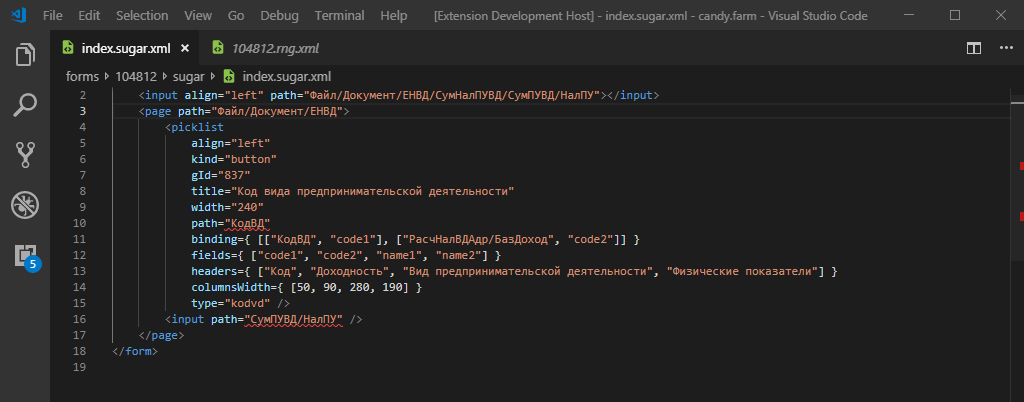 File Edit Selection View Go Debug Terminal Help [Extension Development Host] - index.sugar.xml - candy.farm - Visual Studio Code
index.sugar.xml × 104812.rng.xml
forms › 104812 › sugar › index.sugar.xml
2 <input align="left" path="Файл/Документ/ЕНВД/СумНалПУВД/СумПУВД/НалПУ"></input>
3 <page path="Файл/Документ/ЕНВД">
4 <picklist
5 align="left"
6 kind="button"
7 gId="837"
8 title="Код вида предпринимательской деятельности"
9 width="240"
10 path="КодВД"
11 binding={ [["КодВД", "code1"], ["РасчНалВДАдр/БазДоход", "code2"]] }
12 fields={ ["code1", "code2", "name1", "name2"] }
13 headers={ ["Код", "Доходность", "Вид предпринимательской деятельности", "Физические показатели"] }
14 columnsWidth={ [50, 90, 280, 190] }
15 type="kodvd" />
16 <input path="СумПУВД/НалПУ" />
17 </page>
18 </form>
19
5